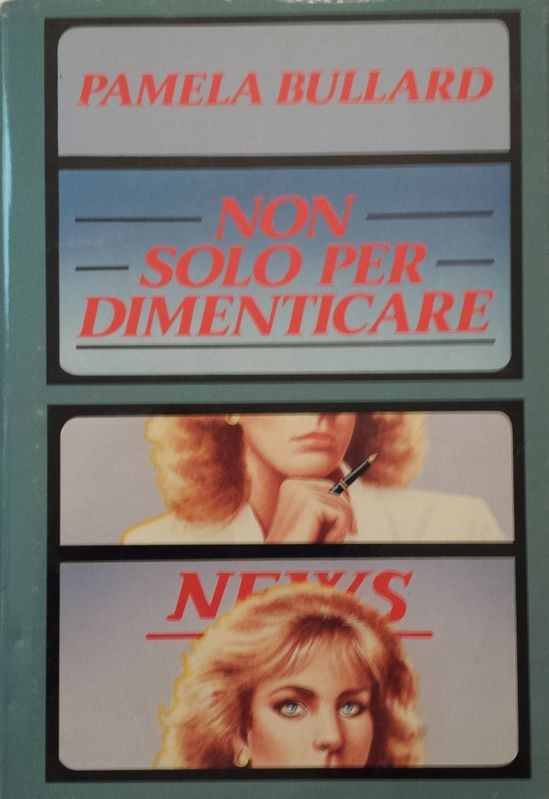 PAMELA BULLARD
NON
SOLO PER
DIMENTICARE
NEWS